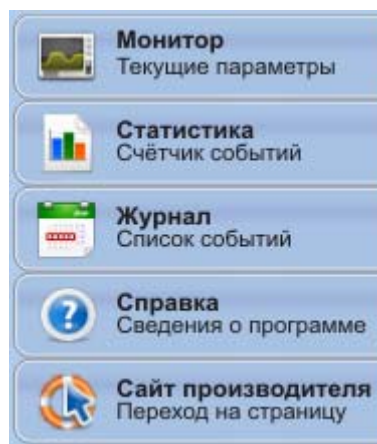 Монитор
Текущие параметры
Статистика
Счётчик событий
Журнал
Список событий
Справка
Сведения о программе
Сайт производителя
Переход на страницу